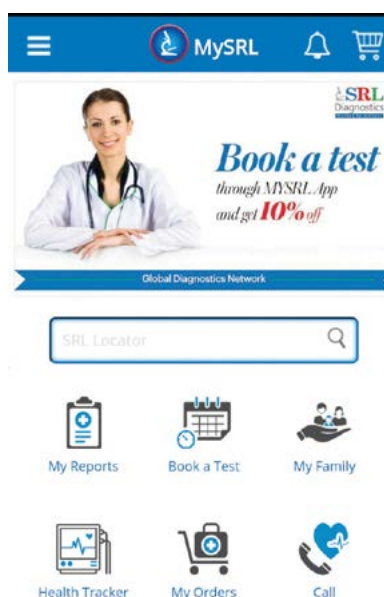 MySRL
SRL
Diagnostics
Book a test
through MYSRL App
and get 10% off
Global Diagnostics Network
SRL Locator
My Reports
Book a Test
My Family
Health Tracker
My Orders
Call